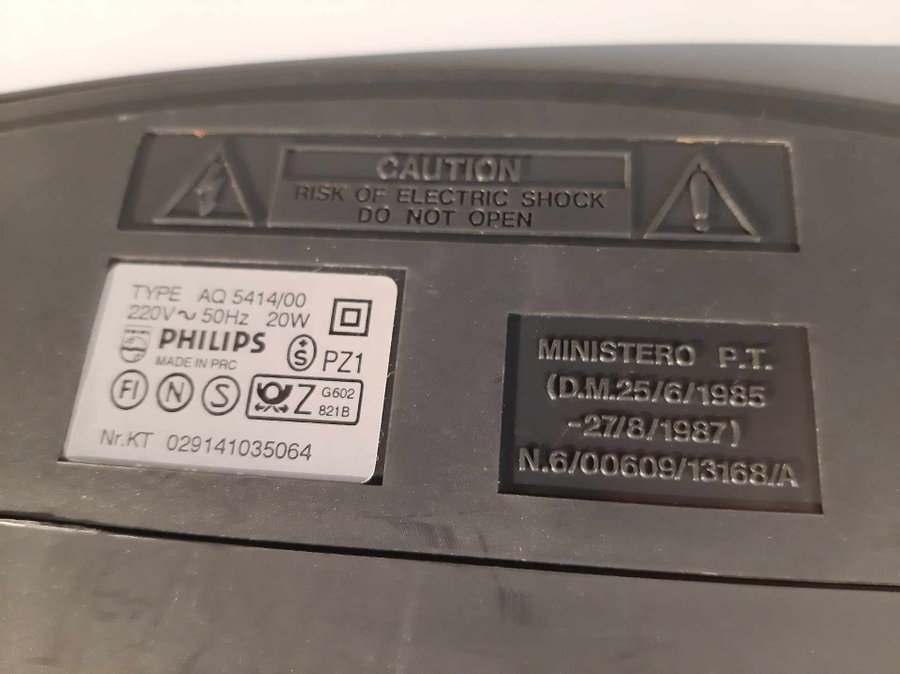 CAUTION
RISK OF ELECTRIC SHOCK
DO NOT OPEN
TYPE AQ 5414/00
220V~ 50Hz 20W
PHILIPS
MADE IN PRC
S PZ1
FI N S Z G602
821B
Nr.KT 029141035064
MINISTERO P.T.
(D.M.25/6/1985
-27/8/1987)
N.6/00609/13168/A